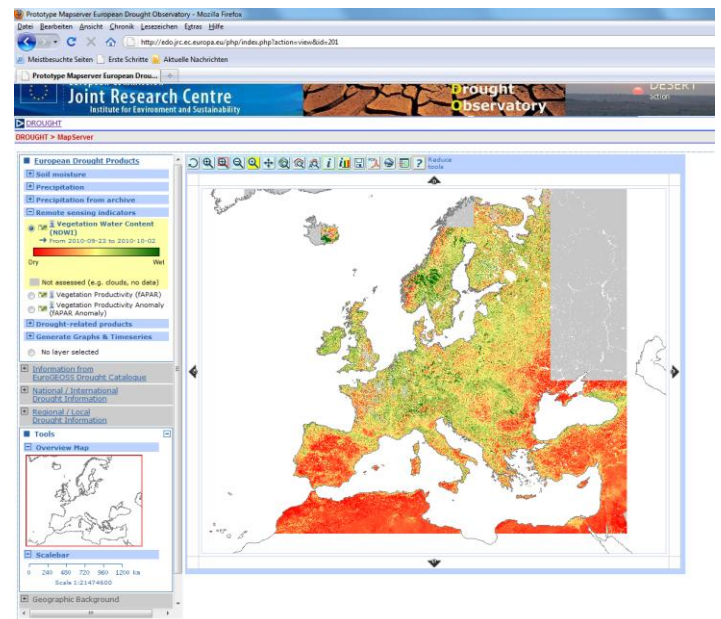 Prototype Mapserver European Drought Observatory - Mozilla Firefox
Datei Bearbeiten Ansicht Chronik Lesezeichen Extras Hilfe
http://edo.jrc.ec.europa.eu/php/index.php?action=view&id=201
Meistbesuchte Seiten Erste Schritte Aktuelle Nachrichten
Prototype Mapserver European Drou...
Joint Research Centre
Institute for Environment and Sustainability
Drought
Observatory
DESERT
action
DROUGHT
DROUGHT > MapServer
European Drought Products
Soil moisture
Precipitation
Precipitation from archive
Remote sensing indicators
Vegetation Water Content
(NDWI)
From 2010-09-23 to 2010-10-02
Dry Wet
Not assessed (e.g. clouds, no data)
Vegetation Productivity (fAPAR)
Vegetation Productivity Anomaly
(fAPAR Anomaly)
Drought-related products
Generate Graphs & Timeseries
No layer selected
Information from
EuroGEOSS Drought Catalogue
National / International
Drought Information
Regional / Local
Drought Information
Tools
Overview Map
Scalebar
0 240 480 720 960 1200 km
Scale 1:21474600
Geographic Background
Reduce
tools